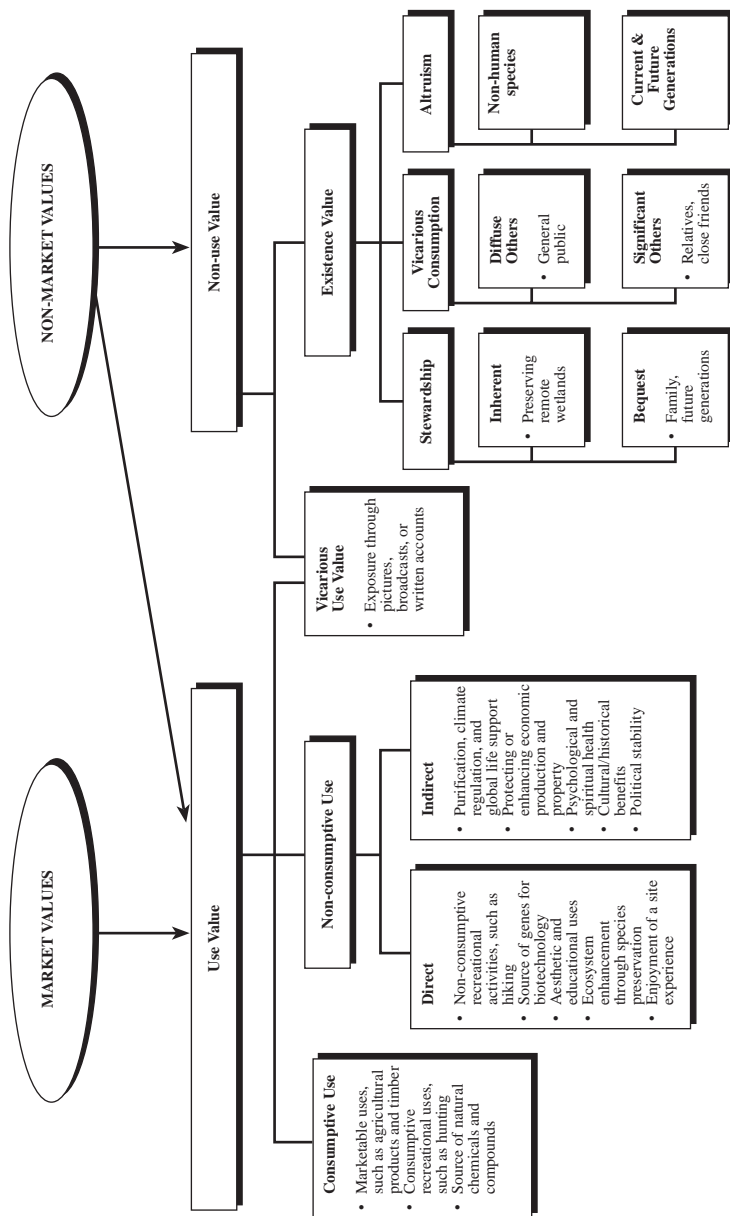 MARKET VALUES
NON-MARKET VALUES
Use Value
Non-use Value
Consumptive Use
• Marketable uses,
such as agricultural
products and timber
• Consumptive
recreational uses,
such as hunting
• Source of natural
chemicals and
compounds
Non-consumptive Use
Direct
• Non-consumptive
recreational
activities, such as
hiking
• Source of genes for
biotechnology
• Aesthetic and
educational uses
• Ecosystem
enhancement
through species
preservation
• Enjoyment of a site
experience
Indirect
• Purification, climate
regulation, and
global life support
• Protecting or
enhancing economic
production and
property
• Psychological and
spiritual health
• Cultural/historical
benefits
• Political stability
Vicarious
Use Value
• Exposure through
pictures,
broadcasts, or
written accounts
Existence Value
Stewardship
Inherent
• Preserving
remote
wetlands
Bequest
• Family,
future
generations
Vicarious
Consumption
Diffuse
Others
• General
public
Significant
Others
• Relatives,
close friends
Altruism
Non-human
species
Current &
Future
Generations